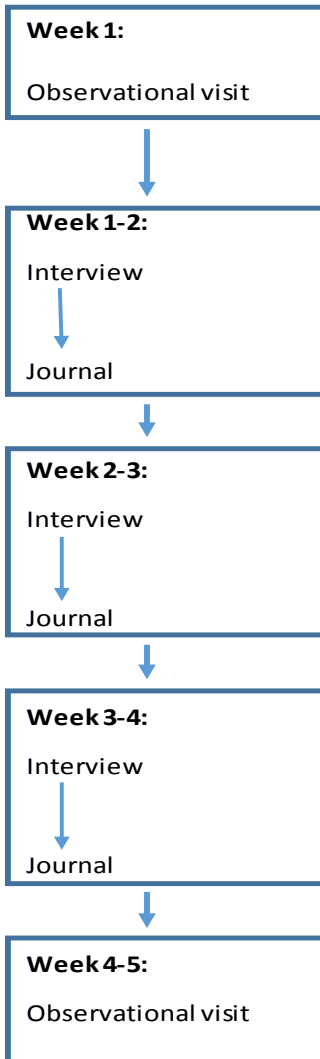 Week 1:
Observational visit
Week 1-2:
Interview
Journal
Week 2-3:
Interview
Journal
Week 3-4:
Interview
Journal
Week 4-5:
Observational visit